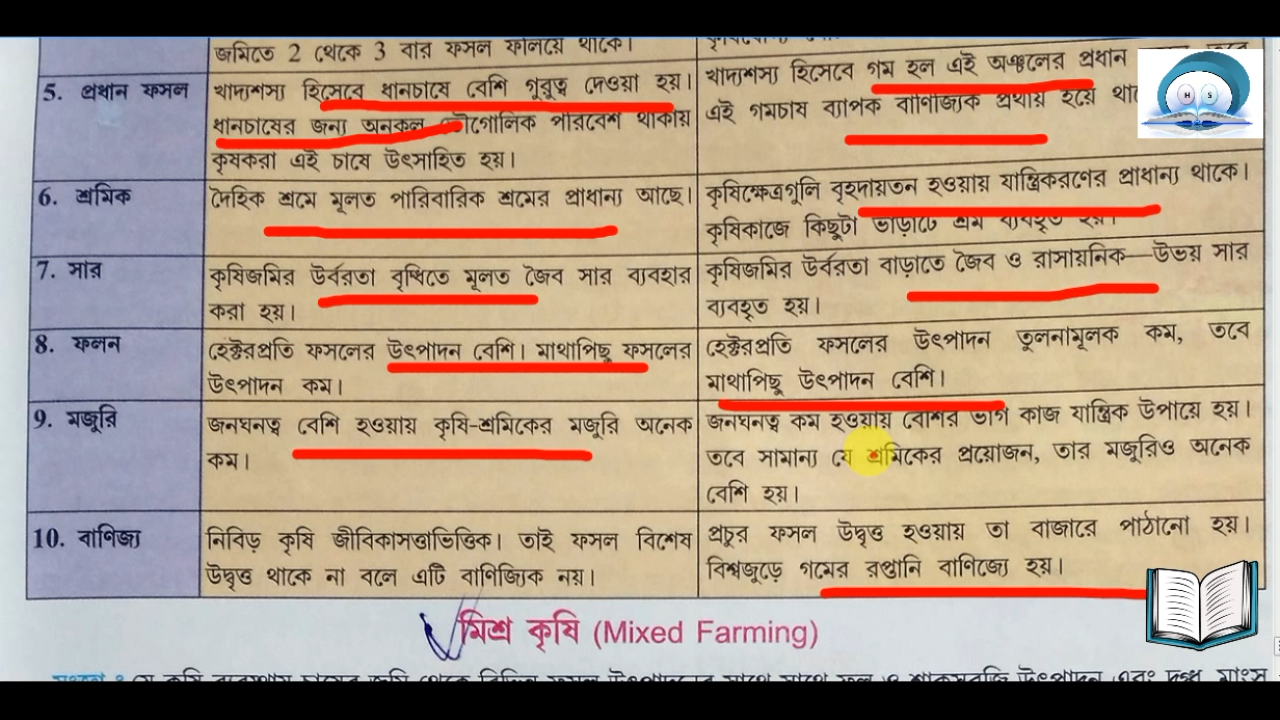 জমিতে 2 থেকে 3 বার ফসল ফলিয়ে থাকে।
5. প্রধান ফসল
খাদ্যশস্য হিসেবে ধানচাষে বেশি গুরুত্ব দেওয়া হয়।
ধানচাষের জন্য অনুকূল ভৌগোলিক পরিবেশ থাকায়
কৃষকরা এই চাষে উৎসাহিত হয়।
খাদ্যশস্য হিসেবে গম হল এই অঞ্চলের প্রধান
এই গমচাষ ব্যাপক বাণিজ্যিক প্রথায় হয়ে
6. শ্রমিক
দৈহিক শ্রমে মূলত পারিবারিক শ্রমের প্রাধান্য আছে।
কৃষিক্ষেত্রগুলি বৃহদায়তন হওয়ায় যান্ত্রিকরণের প্রাধান্য থাকে।
কৃষিকাজে কিছুটা ভাড়াটে শ্রম ব্যবহৃত হয়।
7. সার
কৃষিজমির উর্বরতা বৃদ্ধিতে মূলত জৈব সার ব্যবহার
করা হয়।
কৃষিজমির উর্বরতা বাড়াতে জৈব ও রাসায়নিক—উভয় সার
ব্যবহৃত হয়।
8. ফলন
হেক্টরপ্রতি ফসলের উৎপাদন বেশি। মাথাপিছু ফসলের
উৎপাদন কম।
হেক্টরপ্রতি ফসলের উৎপাদন তুলনামূলক কম, তবে
মাথাপিছু উৎপাদন বেশি।
9. মজুরি
জনঘনত্ব বেশি হওয়ায় কৃষি-শ্রমিকের মজুরি অনেক
কম।
জনঘনত্ব কম হওয়ায় বেশির ভাগ কাজ যান্ত্রিক উপায়ে হয়।
তবে সামান্য যে শ্রমিকের প্রয়োজন, তার মজুরিও অনেক
বেশি হয়।
10. বাণিজ্য
নিবিড় কৃষি জীবিকাসত্তাভিত্তিক। তাই ফসল বিশেষ
উদ্বৃত্ত থাকে না বলে এটি বাণিজ্যিক নয়।
প্রচুর ফসল উদ্বৃত্ত হওয়ায় তা বাজারে পাঠানো হয়।
বিশ্বজুড়ে গমের রপ্তানি বাণিজ্যে হয়।
মিশ্র কৃষি (Mixed Farming)
H S